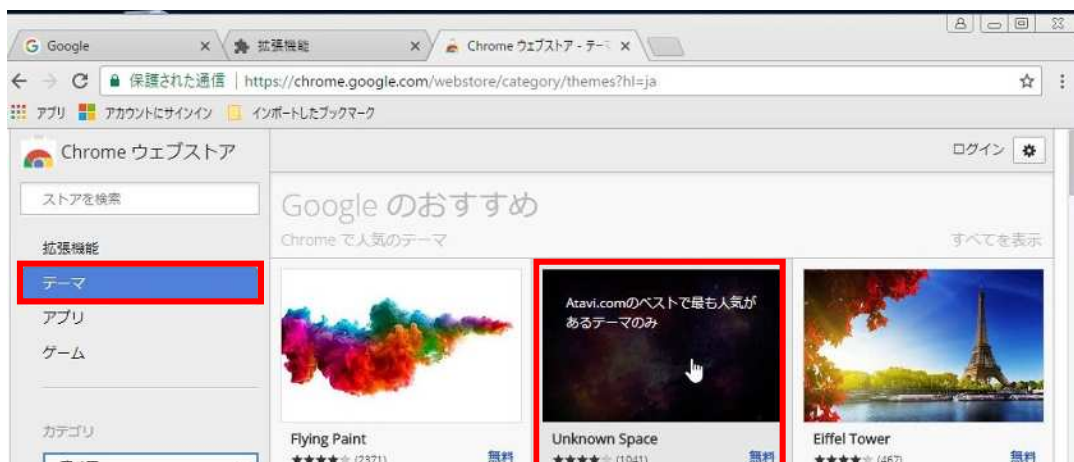 Google
拡張機能
Chrome ウェブストア - テー
保護された通信 | https://chrome.google.com/webstore/category/themes?hl=ja
アプリ アカウントにサインイン インポートしたブックマーク
Chrome ウェブストア
ログイン
ストアを検索
Google のおすすめ
Chrome で人気のテーマ
すべてを表示
拡張機能
テーマ
アプリ
ゲーム
カテゴリ
Atavi.comのベストで最も人気が
あるテーマのみ
Flying Paint
★★★★☆ (2371) 無料
Unknown Space
★★★★☆ (1041) 無料
Eiffel Tower
★★★★☆ (467) 無料